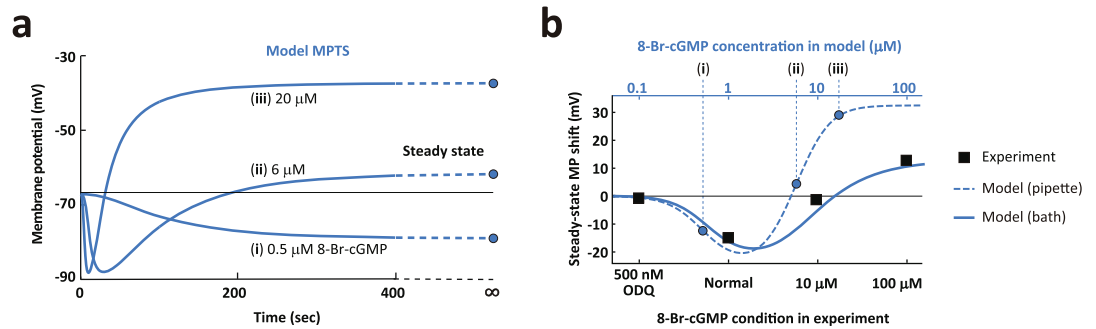 a
Model MPTS
Membrane potential (mV)
-30
-50
-70
-90
(iii) 20 μM
Steady state
(ii) 6 μM
(i) 0.5 μM 8-Br-cGMP
0
200
400
∞
Time (sec)
b
8-Br-cGMP concentration in model (μM)
(i)
(ii)
(iii)
0.1
1
10
100
Steady-state MP shift (mV)
30
20
10
0
-10
-20
500 nM
ODQ
Normal
10 μM
100 μM
8-Br-cGMP condition in experiment
Experiment
Model (pipette)
Model (bath)